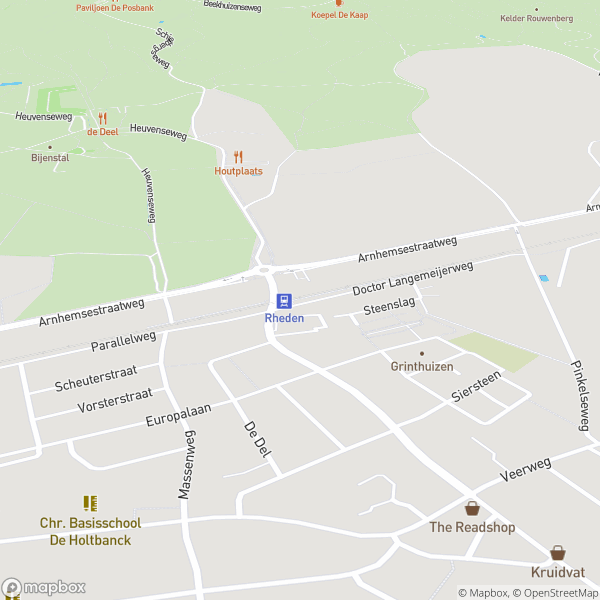 Beekhuizenseweg
Paviljoen De Posbank
Koepel De Kaap
Kelder Rouwenberg
Schietbergseweg
Heuvenseweg
de Deel
Heuvenseweg
Bijenstal
Houtplaats
Heuvenseweg
Arnhemsestraatweg
Doctor Langemeijerweg
Arnhemsestraatweg
Rheden
Steenslag
Parallelweg
Grinthuizen
Scheuterstraat
Vorsterstraat
Europalaan
Siersteen
Pinkelseweg
De Del
Massenweg
Veerweg
Chr. Basisschool
De Holtbanck
The Readshop
Kruidvat
mapbox
© Mapbox, © OpenStreetMap